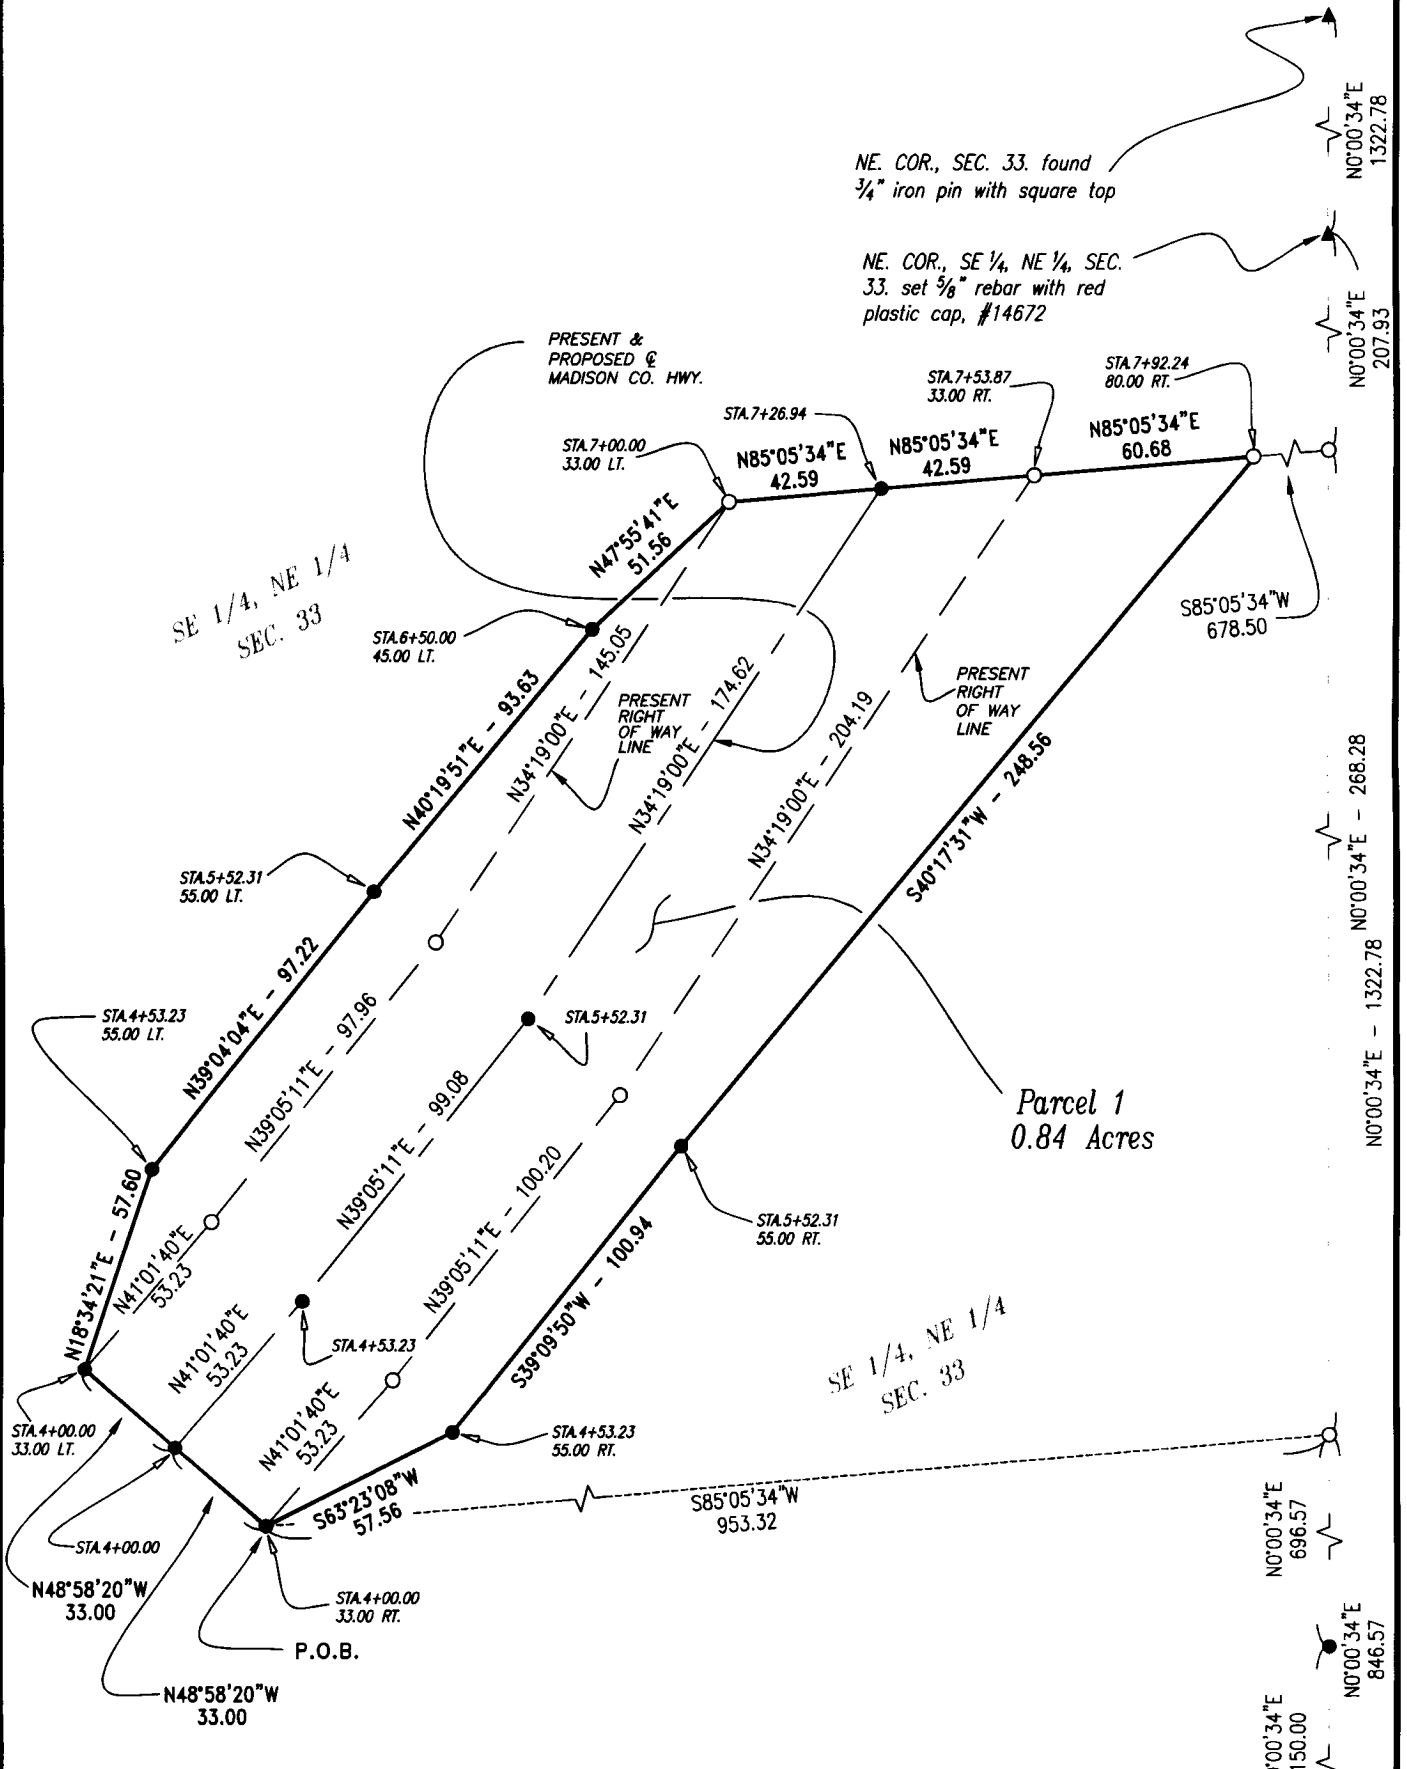 N0°00'34"E
1322.78
NE. COR., SEC. 33. found
¾" iron pin with square top
NE. COR., SE ¼, NE ¼, SEC.
33. set ⅝" rebar with red
plastic cap, #14672
N0°00'34"E
207.93
PRESENT &
PROPOSED ℄
MADISON CO. HWY.
STA.7+92.24
80.00 RT.
STA.7+53.87
33.00 RT.
STA.7+26.94
STA.7+00.00
33.00 LT.
N85°05'34"E
42.59
N85°05'34"E
42.59
N85°05'34"E
60.68
N47°55'41"E
51.56
SE 1/4, NE 1/4
SEC. 33
S85°05'34"W
678.50
STA.6+50.00
45.00 LT.
N34°19'00"E - 145.05
PRESENT
RIGHT
OF WAY
LINE
N34°19'00"E - 174.62
PRESENT
RIGHT
OF WAY
LINE
N40°19'51"E - 93.63
N34°19'00"E - 204.19
S40°17'31"W - 248.56
N0°00'34"E - 268.28
STA.5+52.31
55.00 LT.
N39°04'04"E - 97.22
N39°05'11"E - 97.96
STA.5+52.31
STA.4+53.23
55.00 LT.
N0°00'34"E - 1322.78
Parcel 1
0.84 Acres
N39°05'11"E - 99.08
N39°05'11"E - 100.20
N18°34'21"E - 57.60
N41°01'40"E
53.23
STA.5+52.31
55.00 RT.
S39°09'50"W - 100.94
N41°01'40"E
53.23
STA.4+53.23
SE 1/4, NE 1/4
SEC. 33
N41°01'40"E
53.23
STA.4+00.00
33.00 LT.
STA.4+53.23
55.00 RT.
S63°23'08"W
57.56
S85°05'34"W
953.32
N0°00'34"E
696.57
STA.4+00.00
N48°58'20"W
33.00
STA.4+00.00
33.00 RT.
P.O.B.
N48°58'20"W
33.00
N0°00'34"E
846.57
°00'34"E
150.00